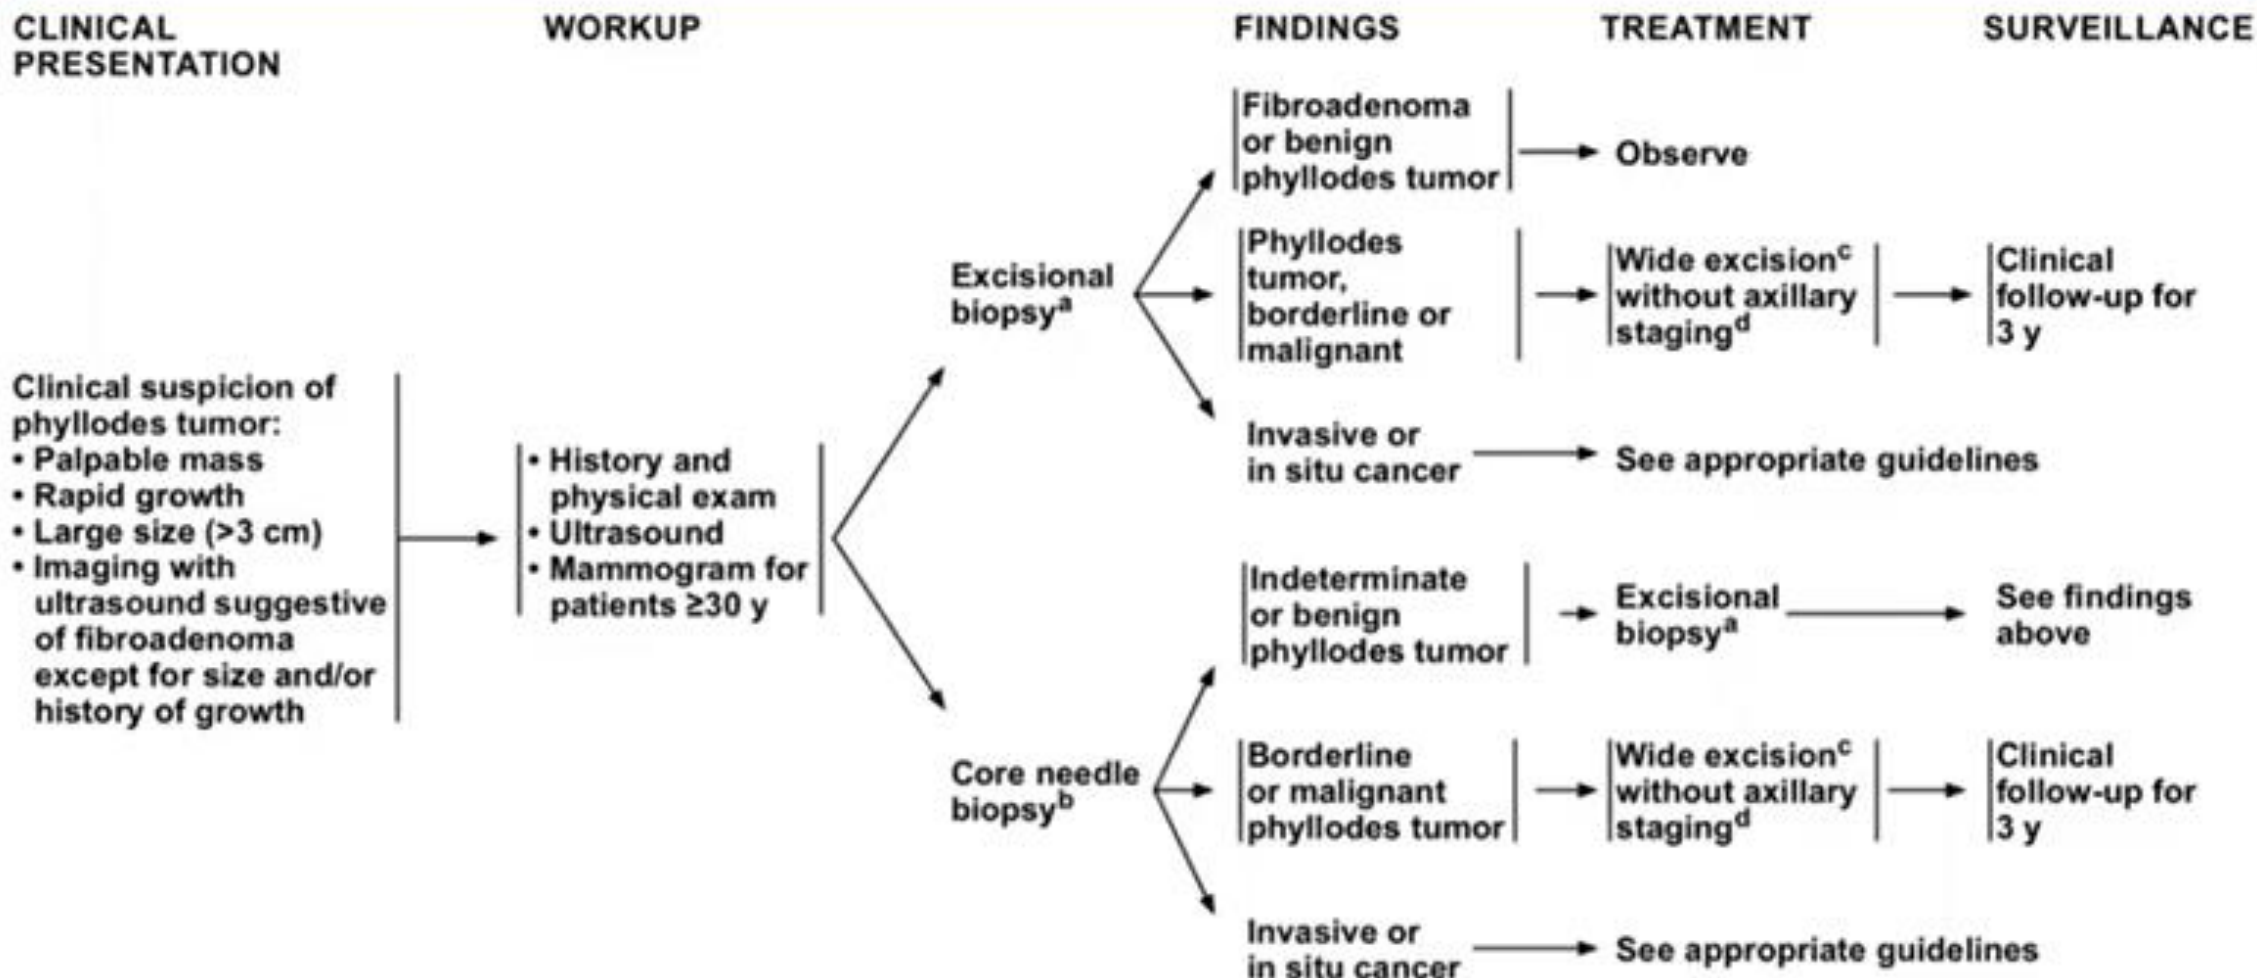 CLINICAL
PRESENTATION
WORKUP
FINDINGS
TREATMENT
SURVEILLANCE
Clinical suspicion of
phyllodes tumor:
• Palpable mass
• Rapid growth
• Large size (>3 cm)
• Imaging with
ultrasound suggestive
of fibroadenoma
except for size and/or
history of growth
• History and
physical exam
• Ultrasound
• Mammogram for
patients ≥30 y
Excisional
biopsyᵃ
Fibroadenoma
or benign
phyllodes tumor
Observe
Phyllodes
tumor,
borderline or
malignant
Wide excisionᶜ
without axillary
stagingᵈ
Clinical
follow-up for
3 y
Invasive or
in situ cancer
See appropriate guidelines
Core needle
biopsyᵇ
Indeterminate
or benign
phyllodes tumor
Excisional
biopsyᵃ
See findings
above
Borderline
or malignant
phyllodes tumor
Wide excisionᶜ
without axillary
stagingᵈ
Clinical
follow-up for
3 y
Invasive or
in situ cancer
See appropriate guidelines